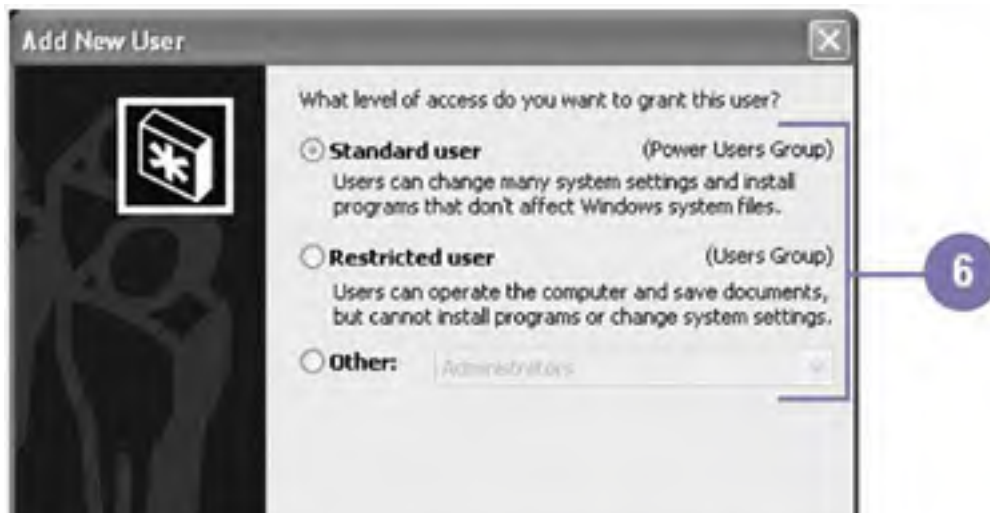 Add New User
What level of access do you want to grant this user?
Standard user (Power Users Group)
Users can change many system settings and install
programs that don't affect Windows system files.
Restricted user (Users Group)
Users can operate the computer and save documents,
but cannot install programs or change system settings.
Other: Administrators
6